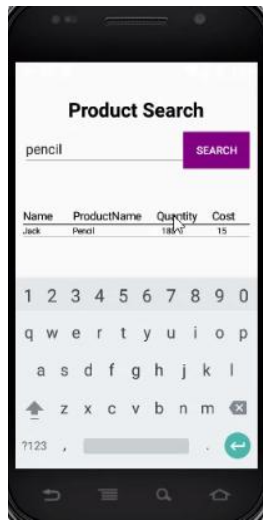 Product Search
pencil SEARCH
Name ProductName Quantity Cost
Jack Pencil 15
1 2 3 4 5 6 7 8 9 0
q w e r t y u i o p
a s d f g h j k l
z x c v b n m
?123 , .